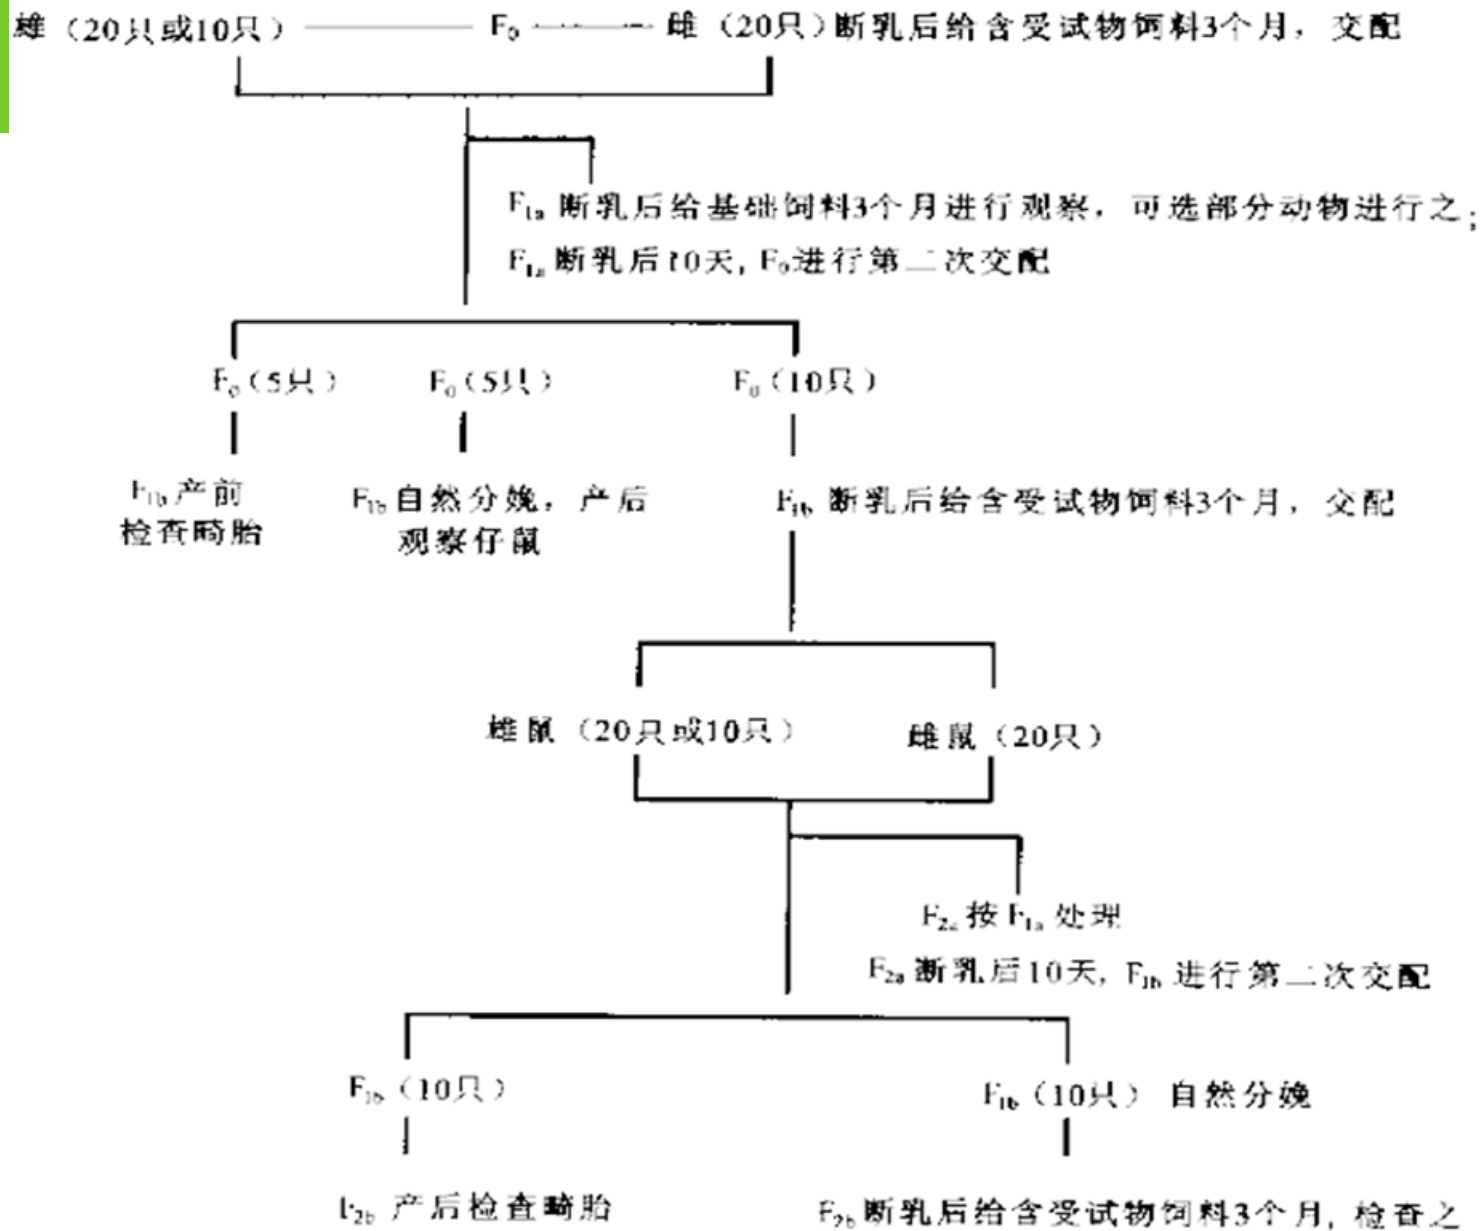 雄（20只或10只） F₀ 雌（20只）断乳后给含受试物饲料3个月，交配
F₁ₐ 断乳后给基础饲料3个月进行观察，可选部分动物进行之；
F₁ₐ 断乳后10天，F₀进行第二次交配
F₀（5只） F₀（5只） F₀（10只）
F₁b 产前 F₁b 自然分娩，产后 F₁b 断乳后给含受试物饲料3个月，交配
检查畸胎 观察仔鼠
雄鼠（20只或10只） 雌鼠（20只）
F₂ₐ 按 F₁ₐ 处理
F₂ₐ 断乳后10天，F₁b 进行第二次交配
F₁b（10只） F₁b（10只） 自然分娩
F₂b 产后检查畸胎 F₂b 断乳后给含受试物饲料3个月，检查之